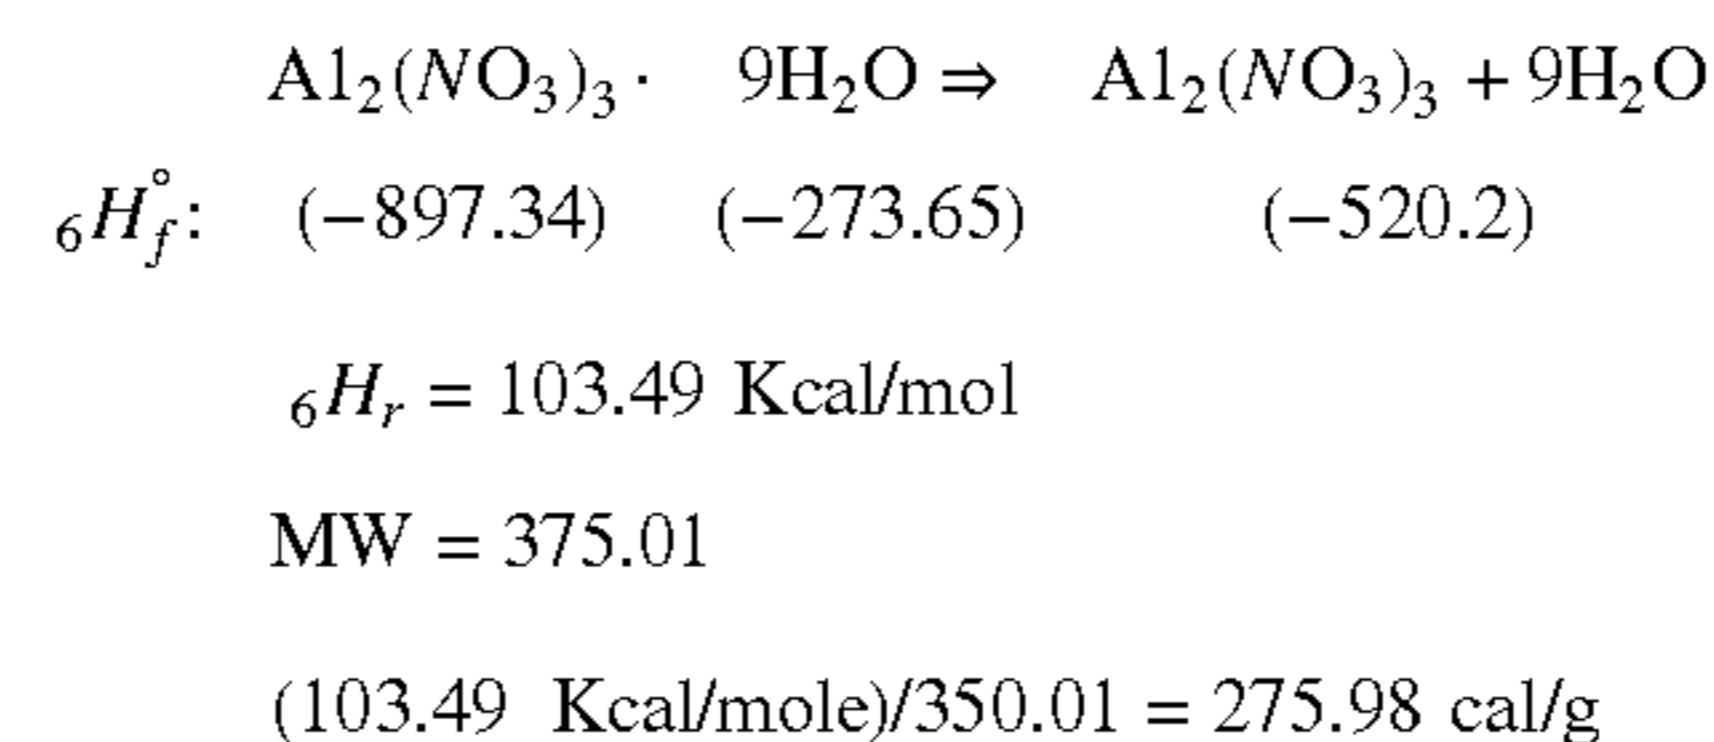 Al₂(NO₃)₃ · 9H₂O ⇒ Al₂(NO₃)₃ + 9H₂O
₆H°f: (−897.34) (−273.65) (−520.2)
₆Hᵣ = 103.49 Kcal/mol
MW = 375.01
(103.49 Kcal/mole)/350.01 = 275.98 cal/g